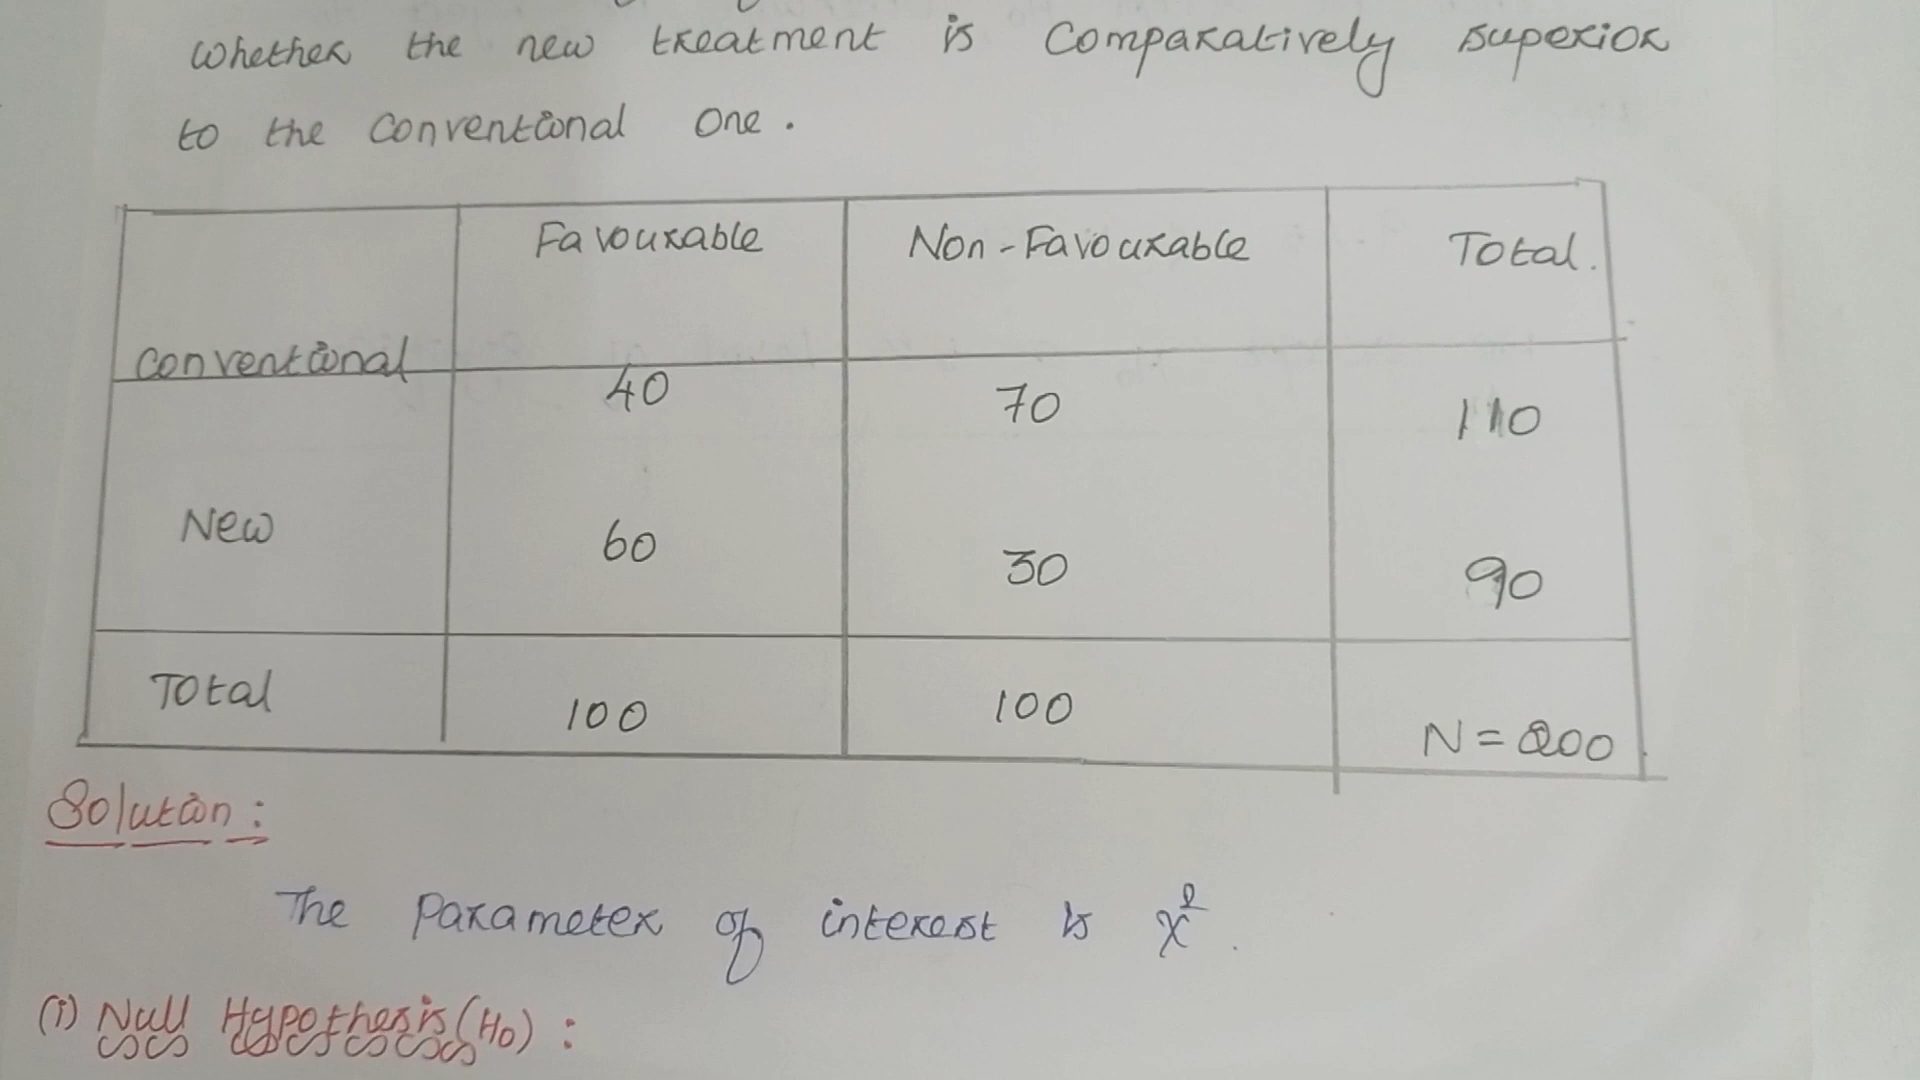 whether the new treatment is comparatively superior
to the conventional one.
Favourable Non-Favourable Total.
conventional 40 70 110
New 60 30 90
Total 100 100 N = 200
Solution:
The Parameter of interest is χ².
(i) Null Hypothesis (H₀) :